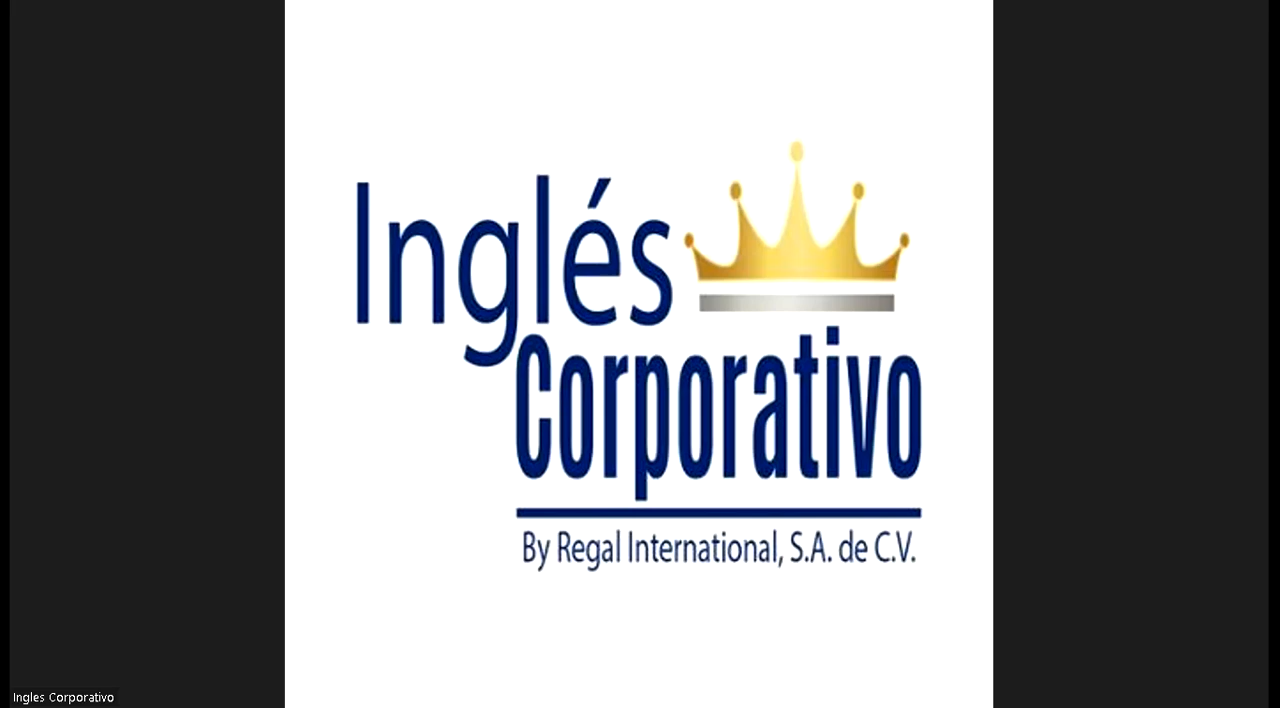 Inglés
Corporativo
By Regal International, S.A. de C.V.
Ingles Corporativo